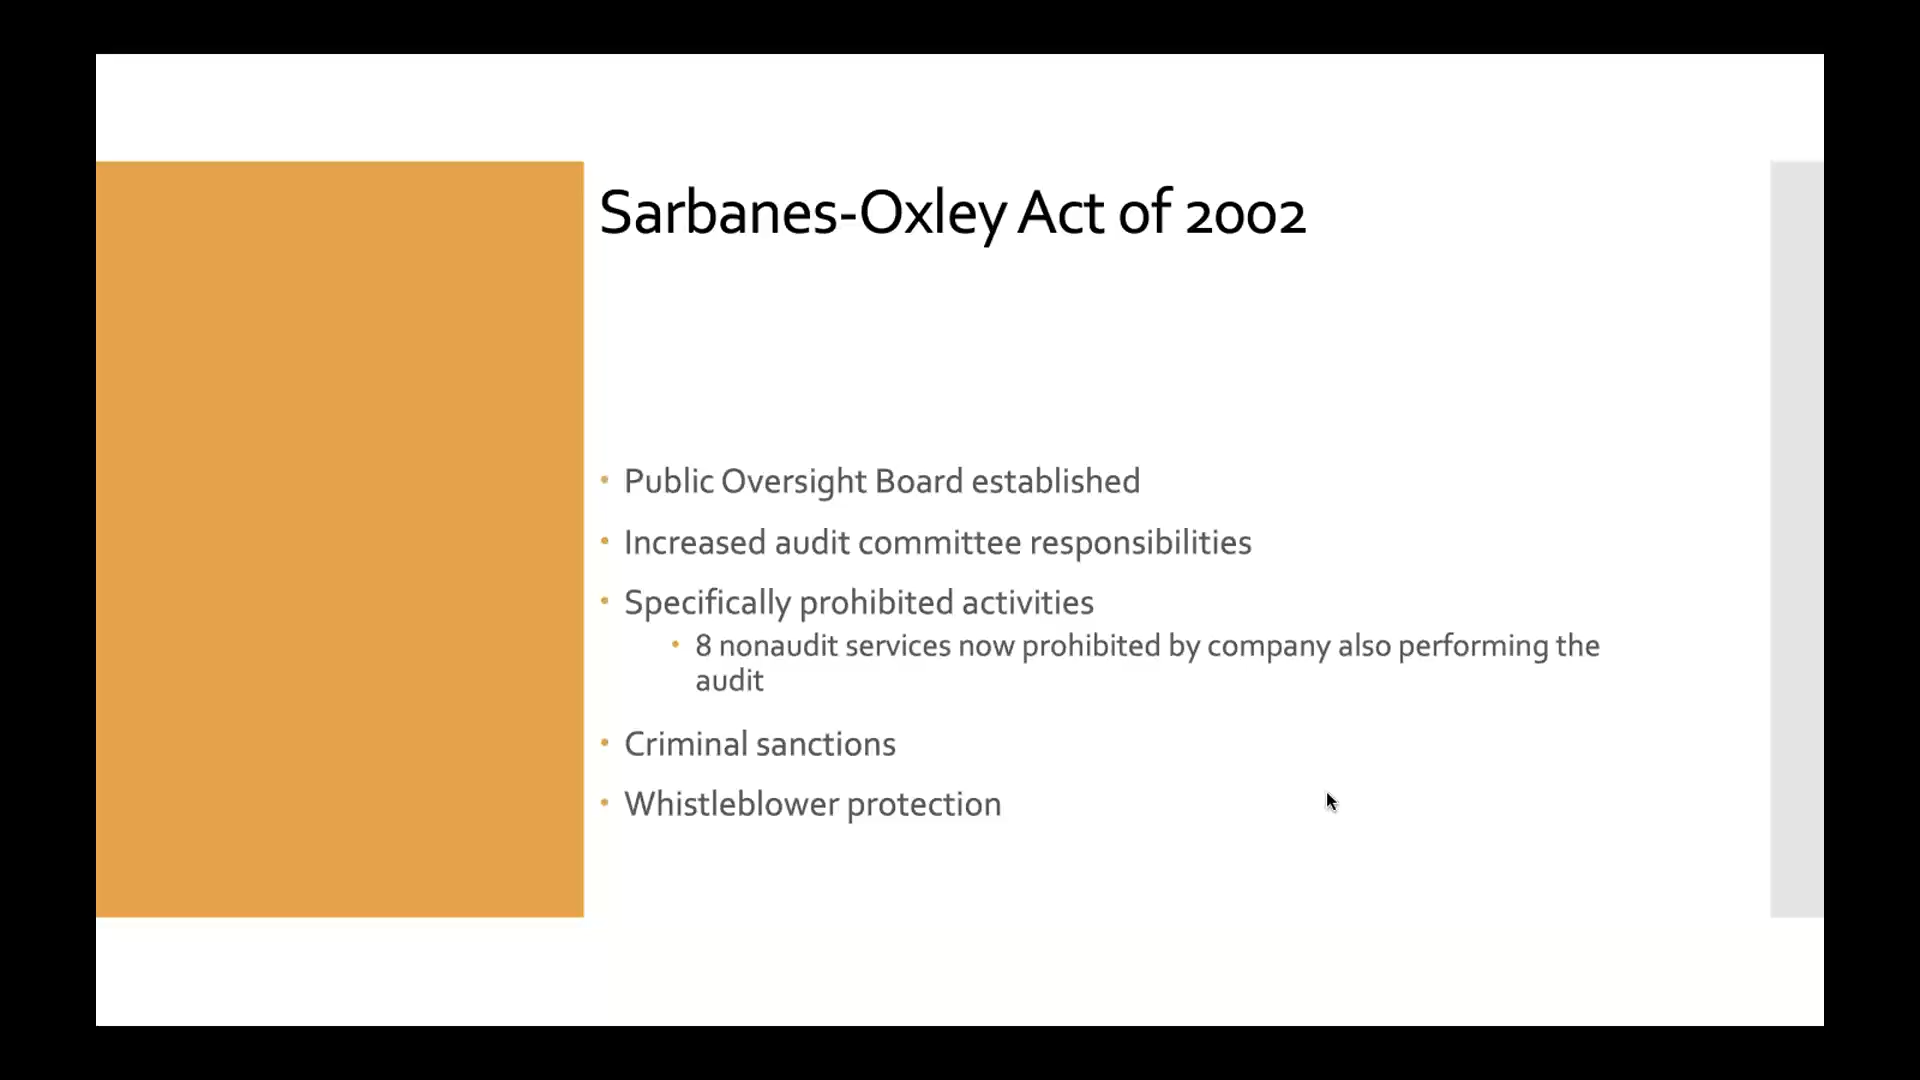 Sarbanes-Oxley Act of 2002
• Public Oversight Board established
• Increased audit committee responsibilities
• Specifically prohibited activities
• 8 nonaudit services now prohibited by company also performing the
audit
• Criminal sanctions
• Whistleblower protection